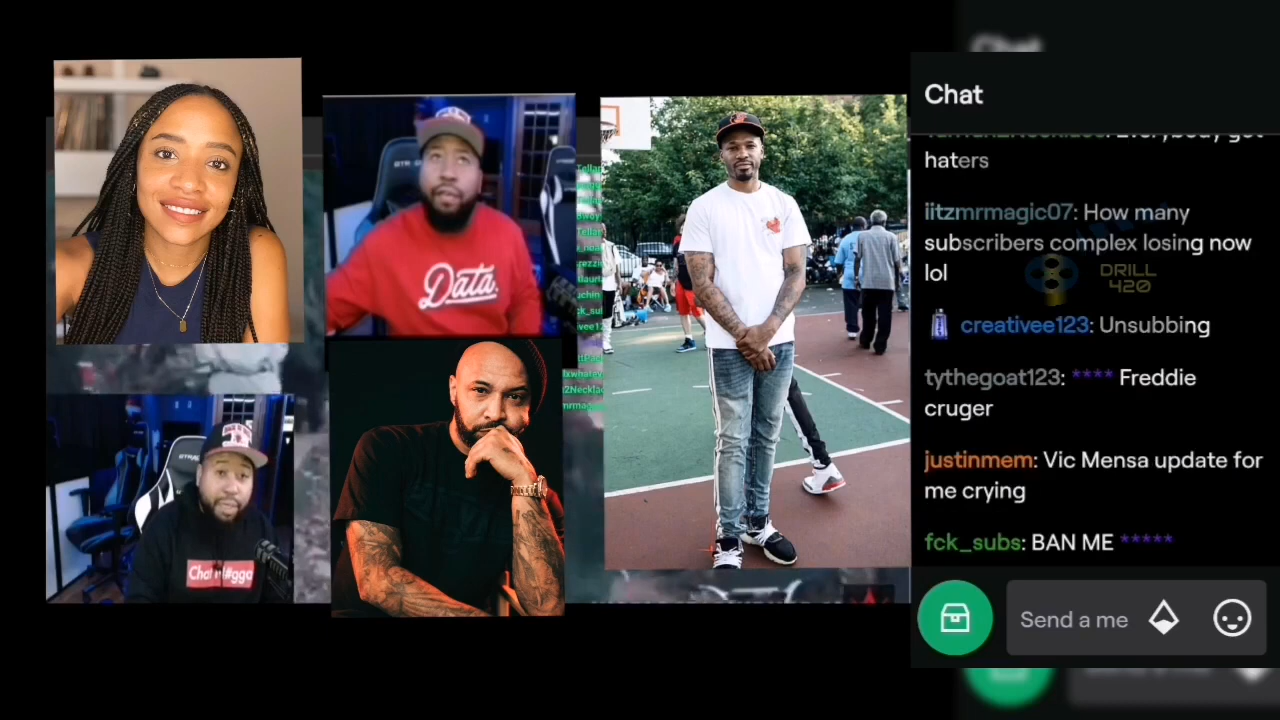 Data.
Chat
haters
iitzmrmagic07: How many
subscribers complex losing now
lol
DRILL
420
creativee123: Unsubbing
tythegoat123: **** Freddie
cruger
justinmem: Vic Mensa update for
me crying
fck_subs: BAN ME *****
Send a me